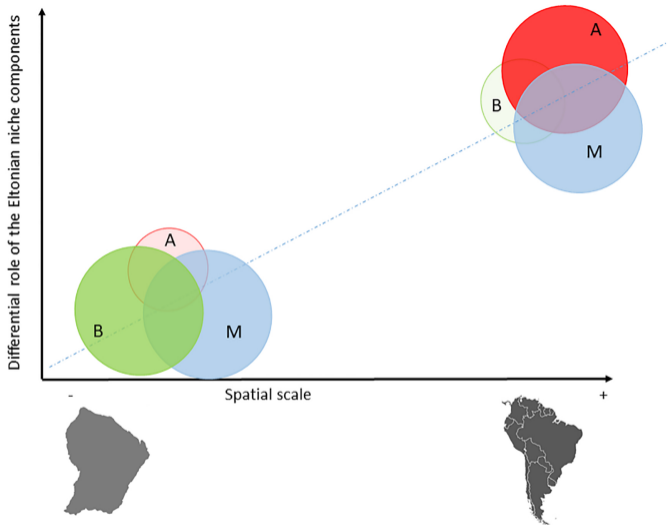 Differential role of the Eltonian niche components
A
B
M
A
B
M
-
Spatial scale
+